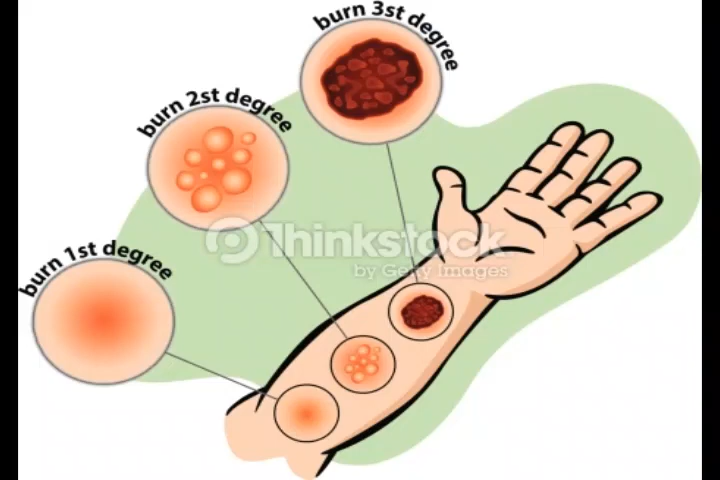 burn 3st degree
burn 2st degree
burn 1st degree
Thinkstock
by Getty Images